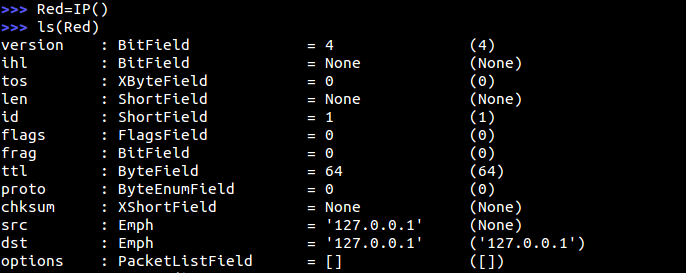 >>> Red=IP()
>>> ls(Red)
version    : BitField             = 4               (4)
ihl        : BitField             = None            (None)
tos        : XByteField           = 0               (0)
len        : ShortField           = None            (None)
id         : ShortField           = 1               (1)
flags      : FlagsField           = 0               (0)
frag       : BitField             = 0               (0)
ttl        : ByteField            = 64              (64)
proto      : ByteEnumField        = 0               (0)
chksum     : XShortField          = None            (None)
src        : Emph                 = '127.0.0.1'     (None)
dst        : Emph                 = '127.0.0.1'     ('127.0.0.1')
options    : PacketListField      = []              ([])